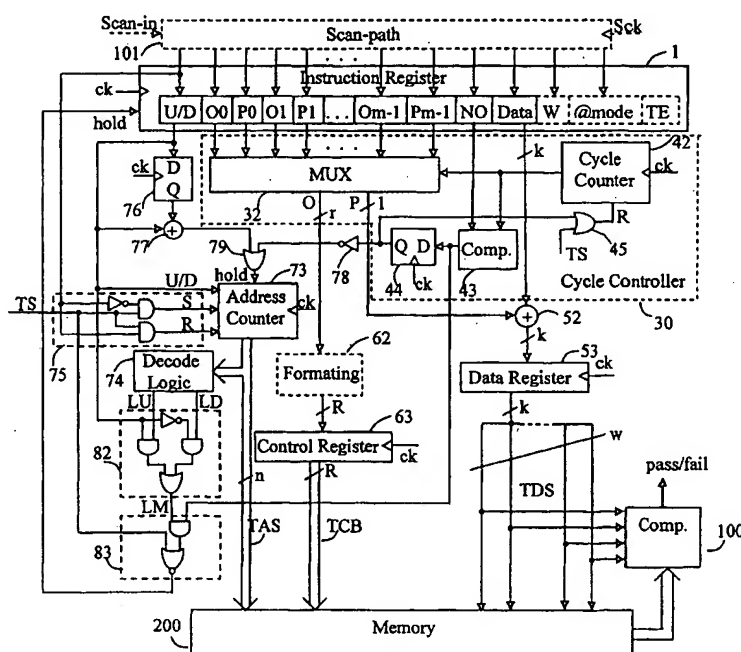 Scan-in
Scan-path
Sck
101
1
Instruction Register
ck
hold
U/D O0 P0 O1 P1 . . . Om-1 Pm-1 NO Data W @mode TE
42
k
MUX
Cycle Counter
ck
ck
D
Q
76
32
O
r
P
1
R
TS
45
77
79
78
Q D
Comp.
44
ck
43
Cycle Controller
hold
73
U/D
Address Counter
ck
52
30
TS
S
R
75
k
62
53
74
Decode Logic
Formating
Data Register
ck
LU
LD
R
63
k
Control Register
ck
w
82
n
R
pass/fail
TDS
LM
TAS
TCB
Comp.
100
83
200
Memory